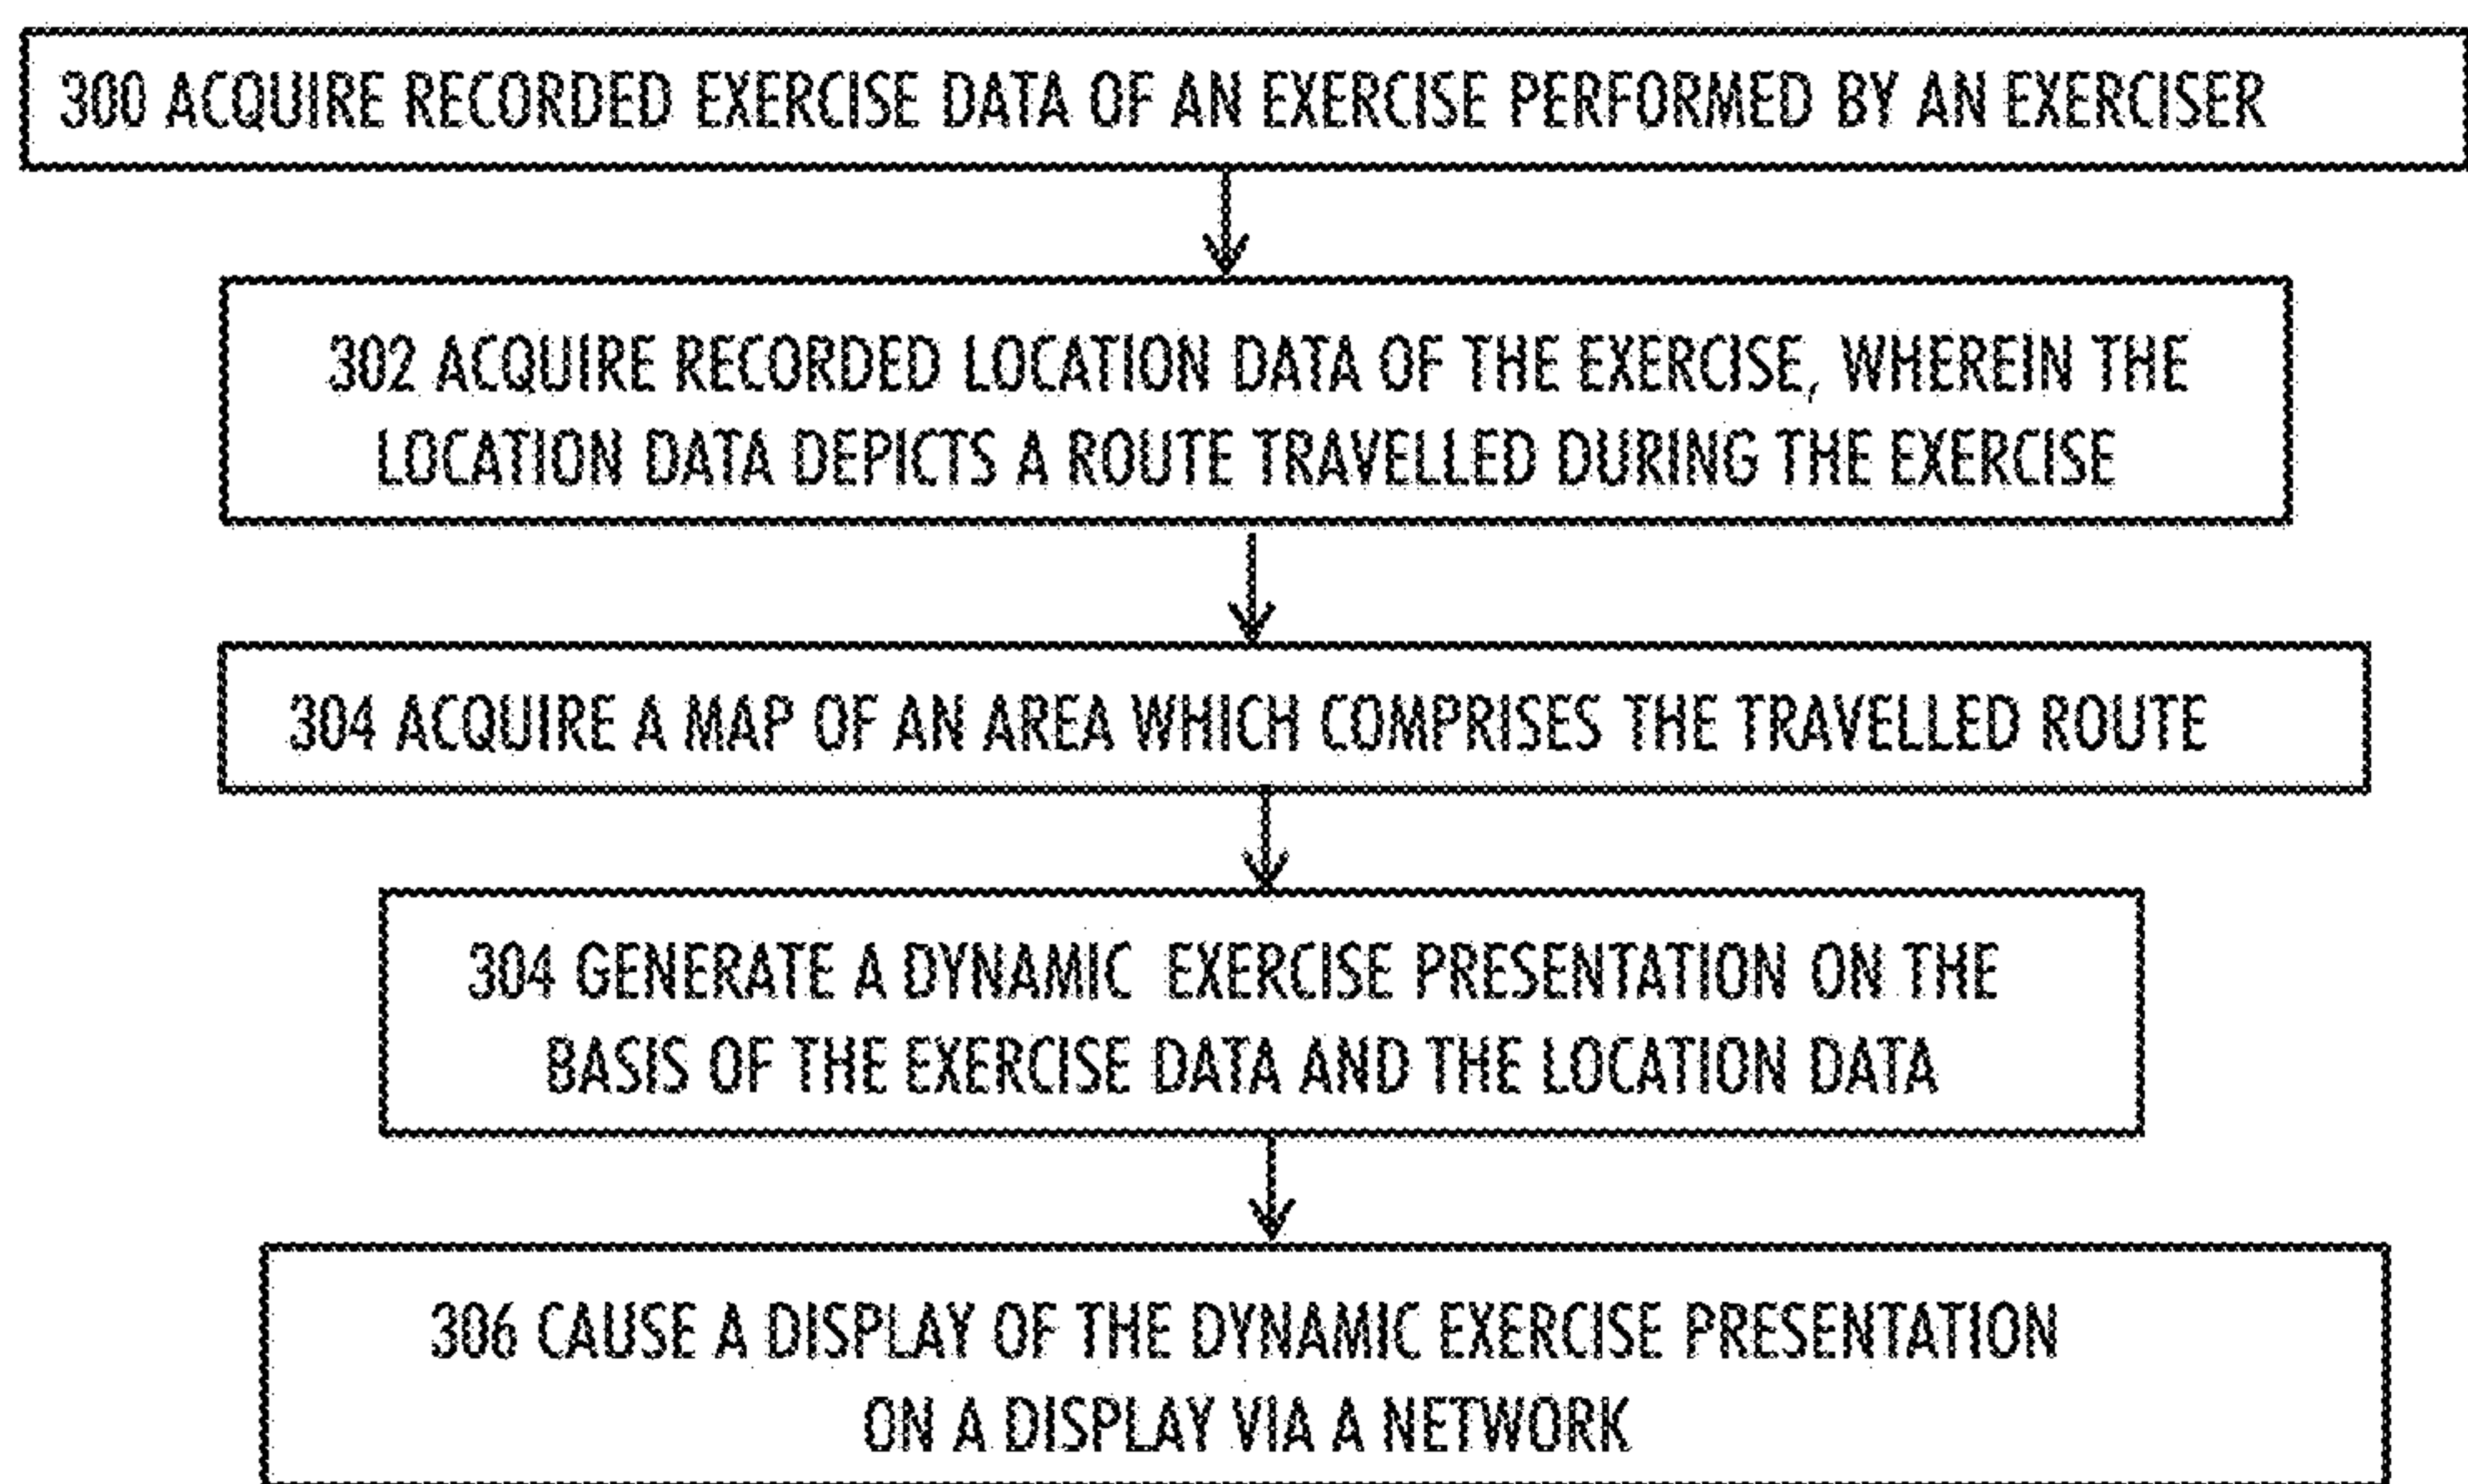 300 ACQUIRE RECORDED EXERCISE DATA OF AN EXERCISE PERFORMED BY AN EXERCISER
302 ACQUIRE RECORDED LOCATION DATA OF THE EXERCISE, WHEREIN THE
LOCATION DATA DEPICTS A ROUTE TRAVELLED DURING THE EXERCISE
304 ACQUIRE A MAP OF AN AREA WHICH COMPRISES THE TRAVELLED ROUTE
304 GENERATE A DYNAMIC EXERCISE PRESENTATION ON THE
BASIS OF THE EXERCISE DATA AND THE LOCATION DATA
306 CAUSE A DISPLAY OF THE DYNAMIC EXERCISE PRESENTATION
ON A DISPLAY VIA A NETWORK